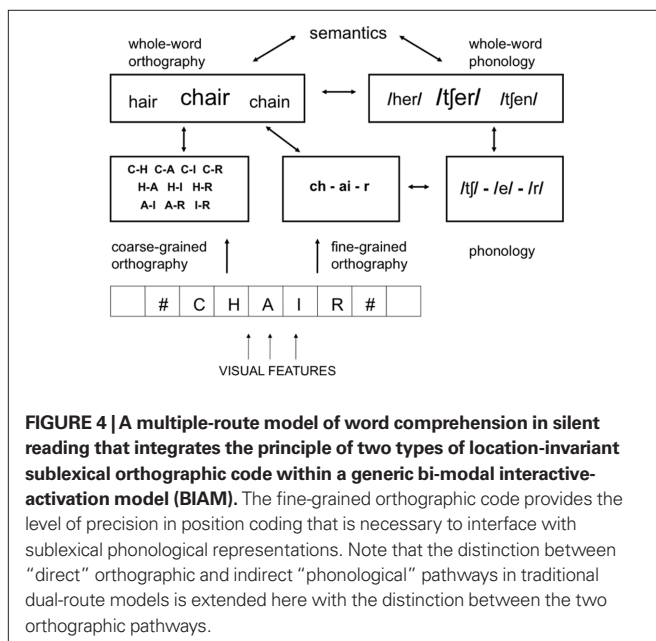 semantics
whole-word
orthography
whole-word
phonology
hair chair chain
/her/ /tʃer/ /tʃen/
C-H C-A C-I C-R
H-A H-I H-R
A-I A-R I-R
ch - ai - r
/tʃ/ - /e/ - /r/
coarse-grained
orthography
fine-grained
orthography
phonology
# C H A I R #
VISUAL FEATURES
FIGURE 4 | A multiple-route model of word comprehension in silent
reading that integrates the principle of two types of location-invariant
sublexical orthographic code within a generic bi-modal interactive-
activation model (BIAM). The fine-grained orthographic code provides the
level of precision in position coding that is necessary to interface with
sublexical phonological representations. Note that the distinction between
“direct” orthographic and indirect “phonological” pathways in traditional
dual-route models is extended here with the distinction between the two
orthographic pathways.